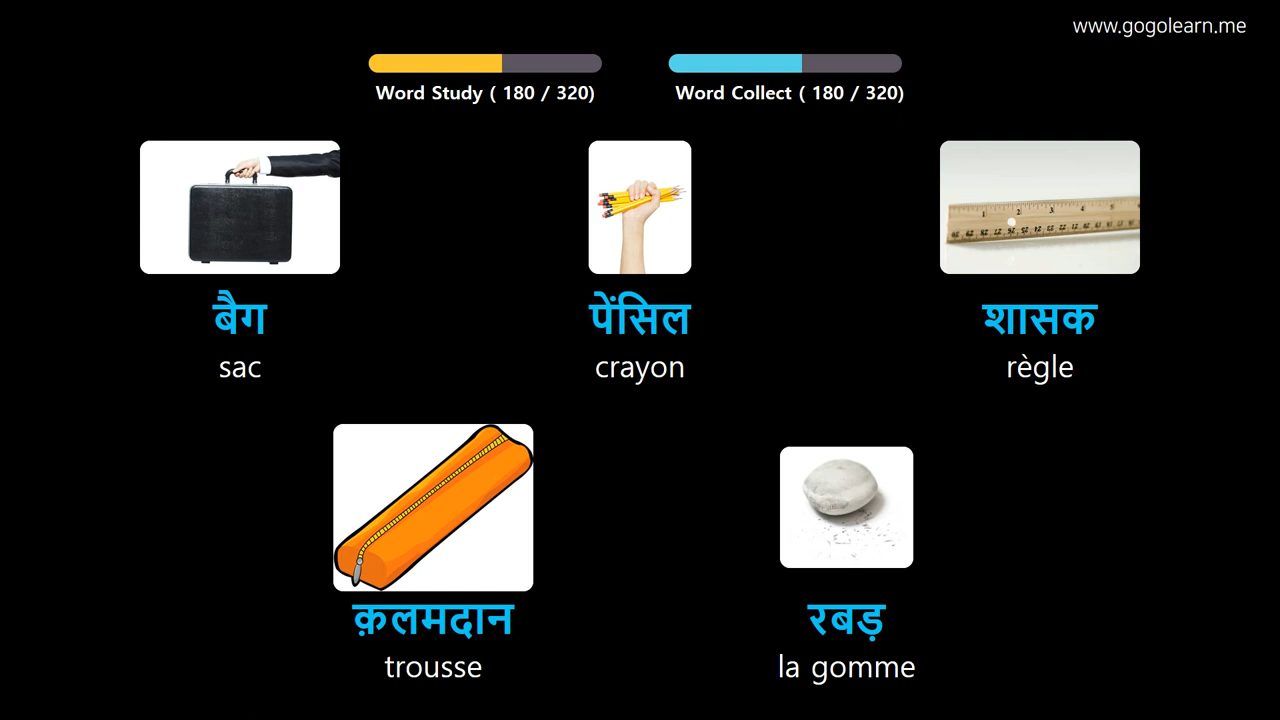 www.gogolearn.me
Word Study ( 180 / 320)
Word Collect ( 180 / 320)
बैग
sac
पेंसिल
crayon
शासक
règle
क़लमदान
trousse
रबड़
la gomme